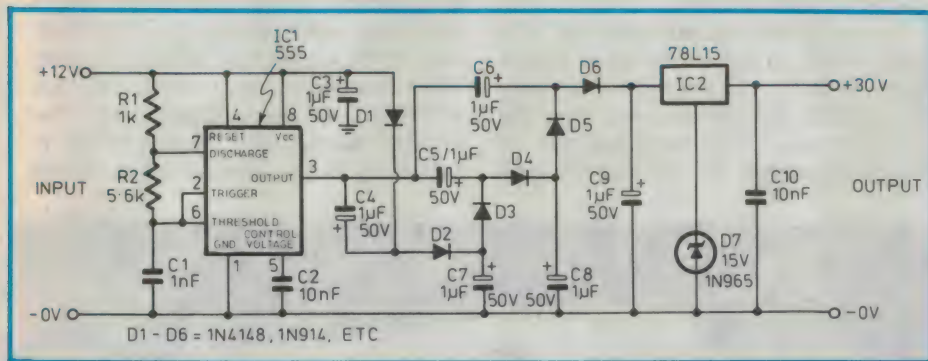 IC1
555
78L15
+12V
C3
1µF
50V
D1
C6
1µF
50V
D6
IC2
+30V
R1
1k
4
8
RESET
Vcc
7
DISCHARGE
D5
R2
5·6k
2
TRIGGER
OUTPUT
3
C5/1µF
50V
D4
C9
1µF
50V
C10
10nF
INPUT
OUTPUT
6
THRESHOLD
CONTROL
GND
VOLTAGE
C4
1µF
50V
D3
D2
D7
15V
1N965
C1
1nF
1
5
C2
10nF
C7
1µF
50V
50V
C8
1µF
-0V
-0V
D1 - D6 = 1N4148, 1N914, ETC